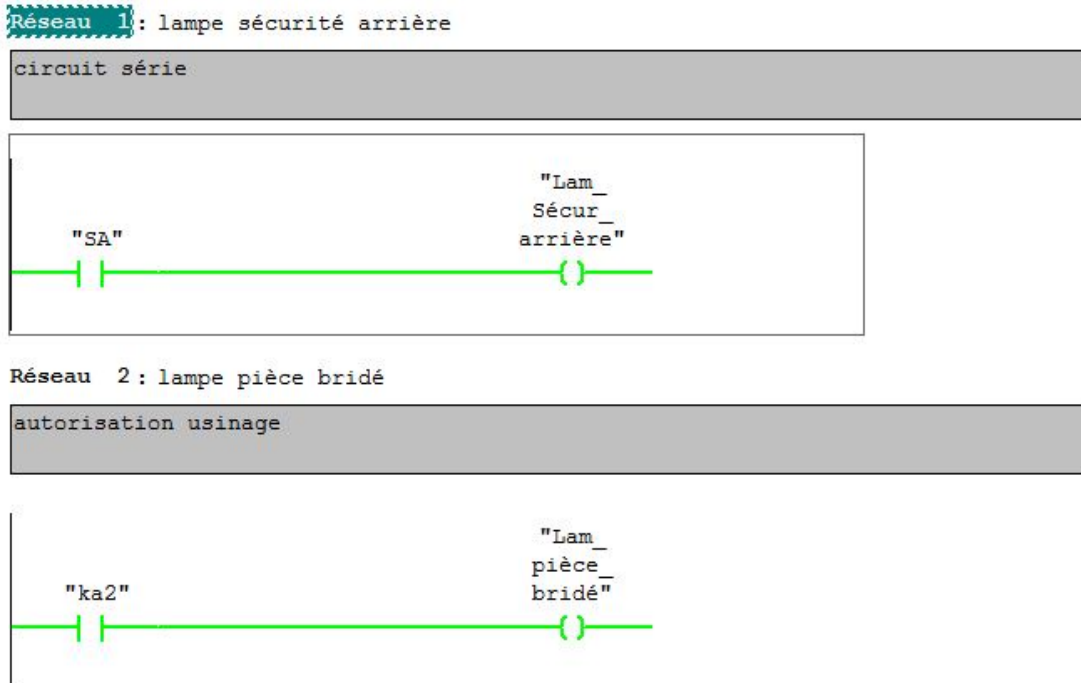 Réseau 1: lampe sécurité arrière
circuit série
"Lam_
Sécur_
"SA" arrière"
Réseau 2: lampe pièce bridé
autorisation usinage
"Lam_
pièce_
"ka2" bridé"